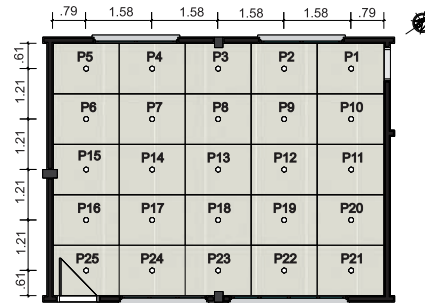 .79 1.58 1.58 1.58 1.58 .79
.61
1.21
1.21
1.21
1.21
.61
P5 P4 P3 P2 P1
P6 P7 P8 P9 P10
P15 P14 P13 P12 P11
P16 P17 P18 P19 P20
P25 P24 P23 P22 P21